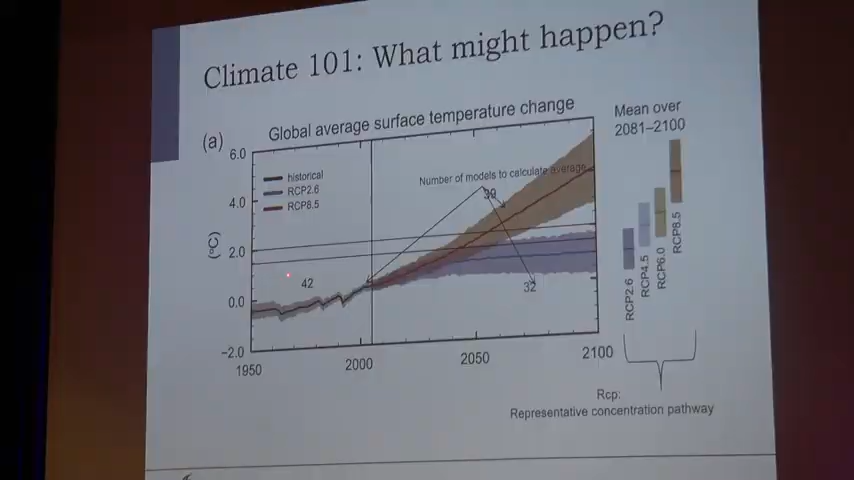 Climate 101: What might happen?
(a)
Global average surface temperature change
Mean over
2081–2100
6.0
4.0
2.0
0.0
−2.0
(°C)
historical
RCP2.6
RCP8.5
Number of models to calculate average
39
42
32
1950
2000
2050
2100
RCP2.6
RCP4.5
RCP6.0
RCP8.5
Rcp:
Representative concentration pathway